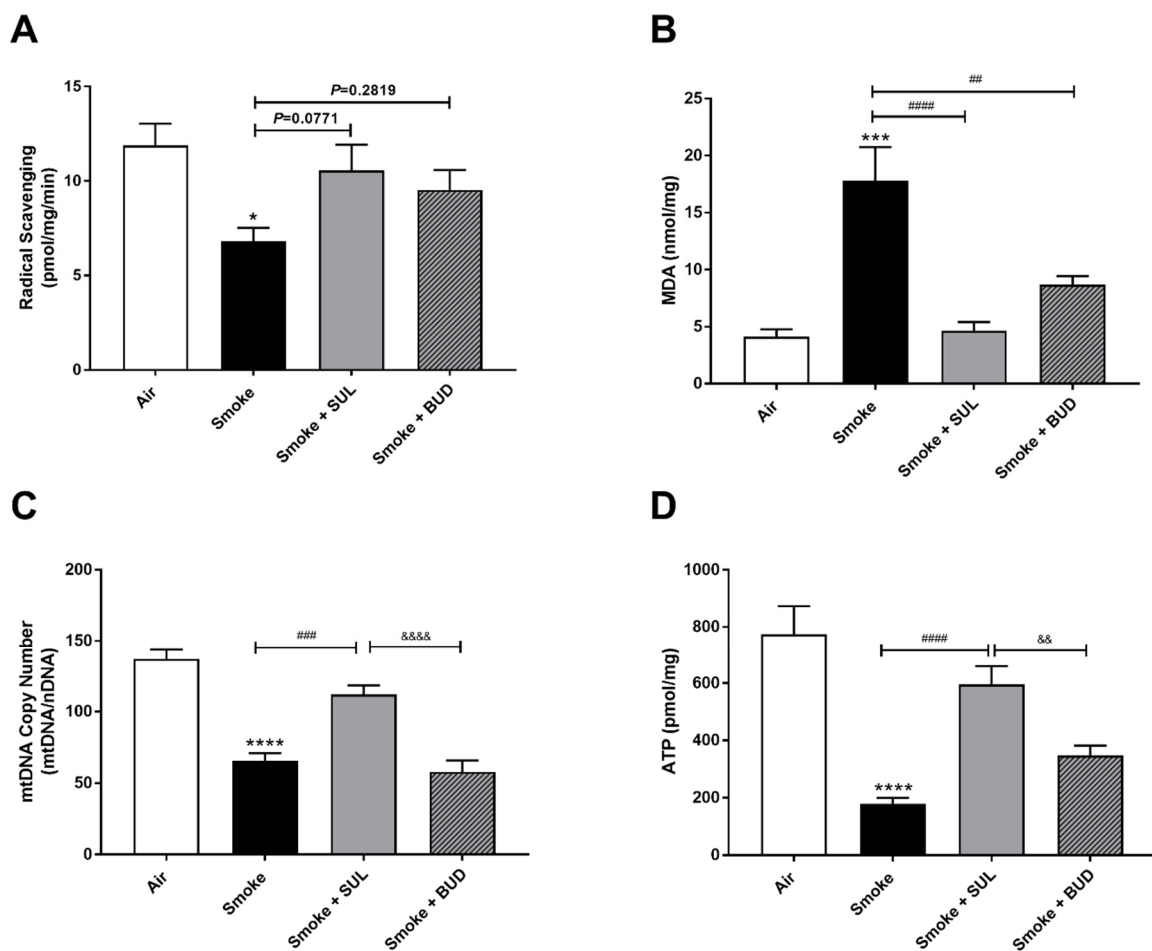 A
Radical Scavenging
(pmol/mg/min)
15
10
5
0
P=0.2819
P=0.0771
*
Air
Smoke
Smoke + SUL
Smoke + BUD
B
MDA (nmol/mg)
25
20
15
10
5
0
##
####
***
Air
Smoke
Smoke + SUL
Smoke + BUD
C
mtDNA Copy Number
(mtDNA/nDNA)
200
150
100
50
0
###
&&&&
****
Air
Smoke
Smoke + SUL
Smoke + BUD
D
ATP (pmol/mg)
1000
800
600
400
200
0
####
&&
****
Air
Smoke
Smoke + SUL
Smoke + BUD